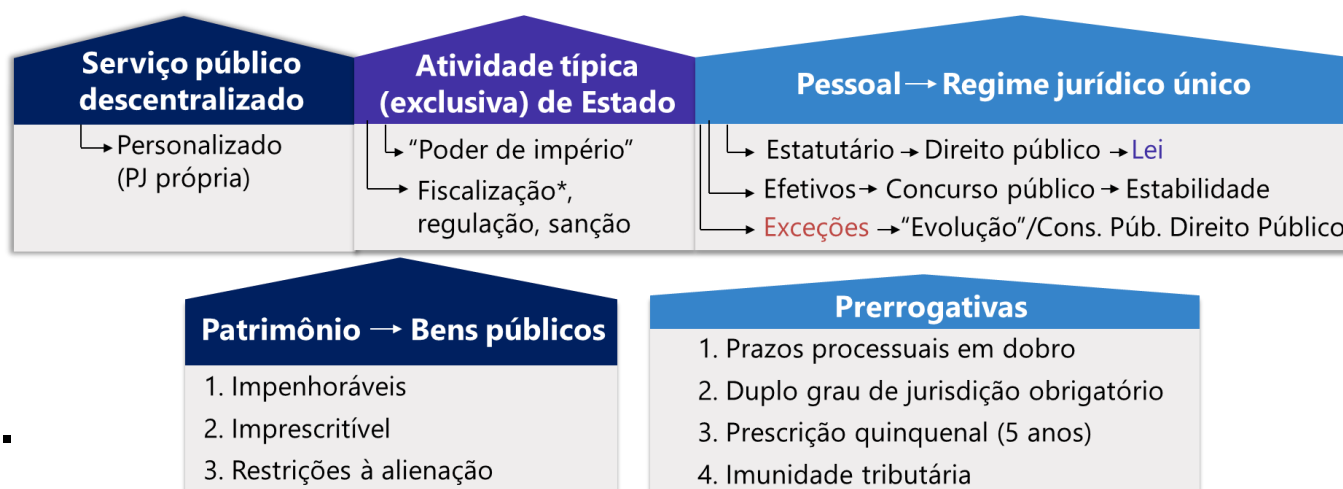 Serviço público
descentralizado
→ Personalizado
(PJ própria)
Atividade típica
(exclusiva) de Estado
→ “Poder de império”
→ Fiscalização*,
regulação, sanção
Pessoal → Regime jurídico único
→ Estatutário → Direito público → Lei
→ Efetivos → Concurso público → Estabilidade
→ Exceções → “Evolução”/Cons. Púb. Direito Público
Patrimônio → Bens públicos
1. Impenhoráveis
2. Imprescritível
3. Restrições à alienação
Prerrogativas
1. Prazos processuais em dobro
2. Duplo grau de jurisdição obrigatório
3. Prescrição quinquenal (5 anos)
4. Imunidade tributária